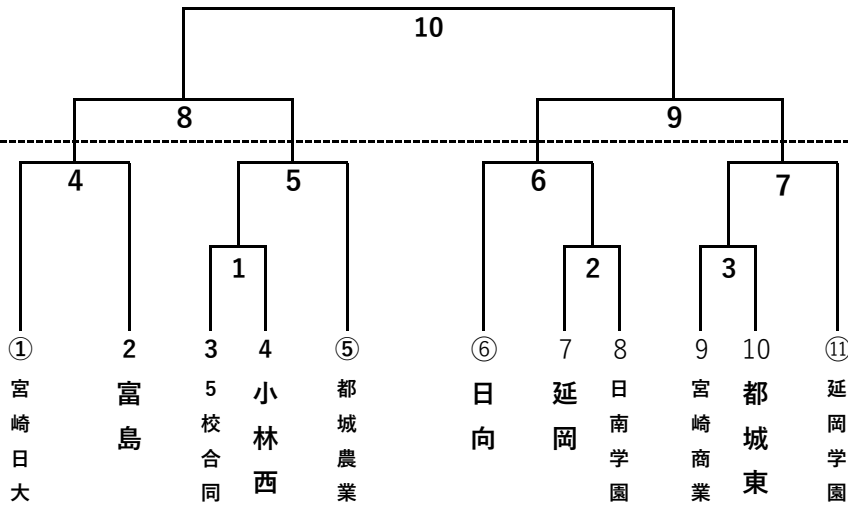 10
8
9
4
5
6
7
1
2
3
① 2 3 4 ⑤ ⑥ 7 8 9 10 ⑪
宮崎日大
富島
5校合同
小林西
都城農業
日向
延岡
日南学園
宮崎商業
都城東
延岡学園